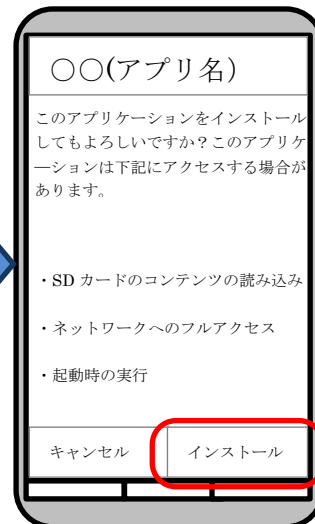 ○○(アプリ名)
このアプリケーションをインストール
してもよろしいですか？このアプリケ
―ションは下記にアクセスする場合が
あります。
・SD カードのコンテンツの読み込み
・ネットワークへのフルアクセス
・起動時の実行
キャンセル
インストール